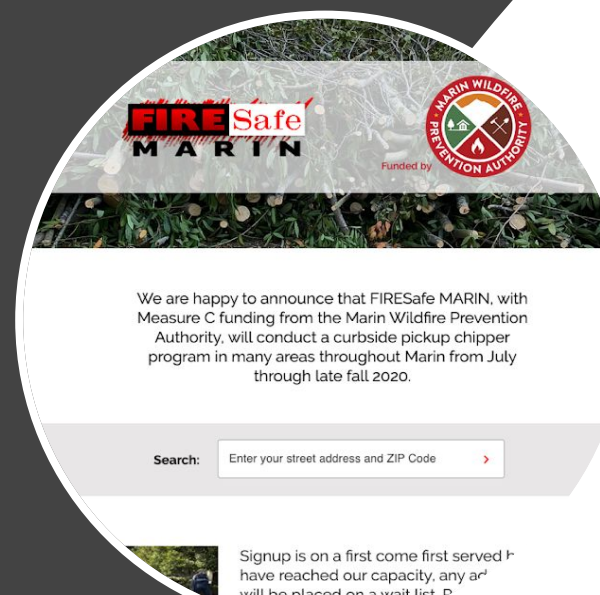 FIRESafe
MARIN
Funded by
MARIN WILDFIRE
PREVENTION AUTHORITY
We are happy to announce that FIRESafe MARIN, with
Measure C funding from the Marin Wildfire Prevention
Authority, will conduct a curbside pickup chipper
program in many areas throughout Marin from July
through late fall 2020.
Search:
Enter your street address and ZIP Code
Signup is on a first come first served
have reached our capacity, any
will be placed on a wait list.